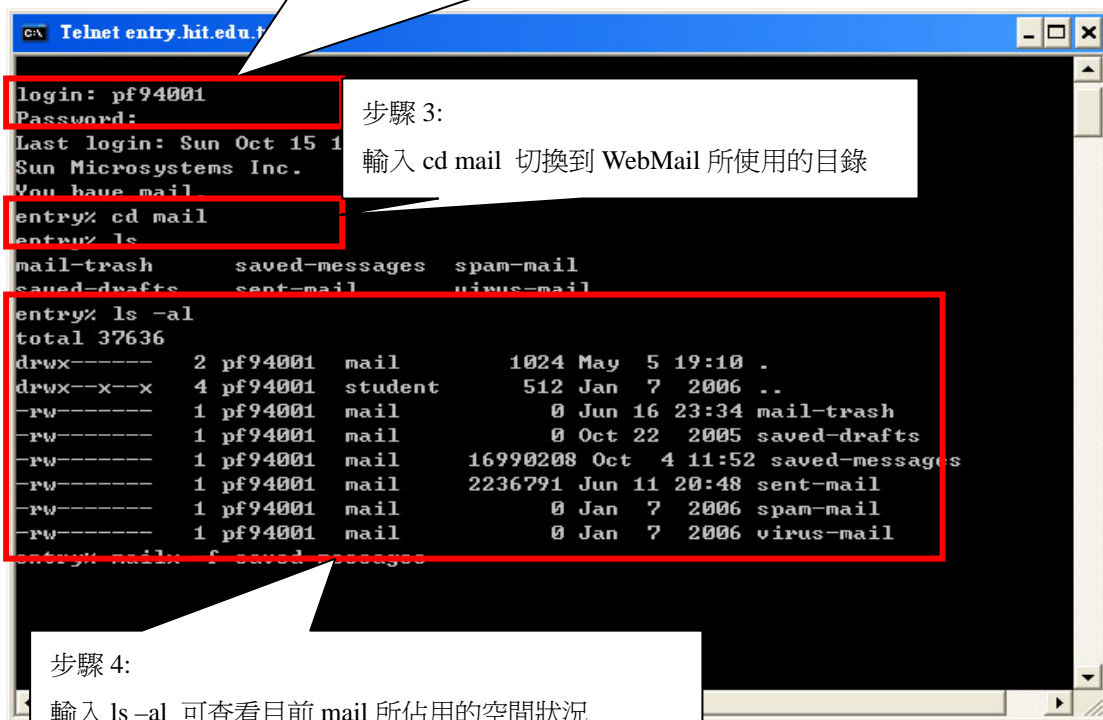 Telnet entry.hit.edu.t
login: pf94001
Password:
Last login: Sun Oct 15 1
Sun Microsystems Inc.
You have mail.
entry% cd mail
entry% ls
mail-trash saved-messages spam-mail
saved-drafts sent-mail virus-mail
entry% ls -al
total 37636
drwx------ 2 pf94001 mail 1024 May 5 19:10 .
drwx--x--x 4 pf94001 student 512 Jan 7 2006 ..
-rw------- 1 pf94001 mail 0 Jun 16 23:34 mail-trash
-rw------- 1 pf94001 mail 0 Oct 22 2005 saved-drafts
-rw------- 1 pf94001 mail 16990208 Oct 4 11:52 saved-messages
-rw------- 1 pf94001 mail 2236791 Jun 11 20:48 sent-mail
-rw------- 1 pf94001 mail 0 Jan 7 2006 spam-mail
-rw------- 1 pf94001 mail 0 Jan 7 2006 virus-mail
entry% mailx -f saved-messages
步驟 3:
輸入 cd mail 切換到 WebMail 所使用的目錄
步驟 4:
輸入 ls –al 可查看目前 mail 所佔用的空間狀況